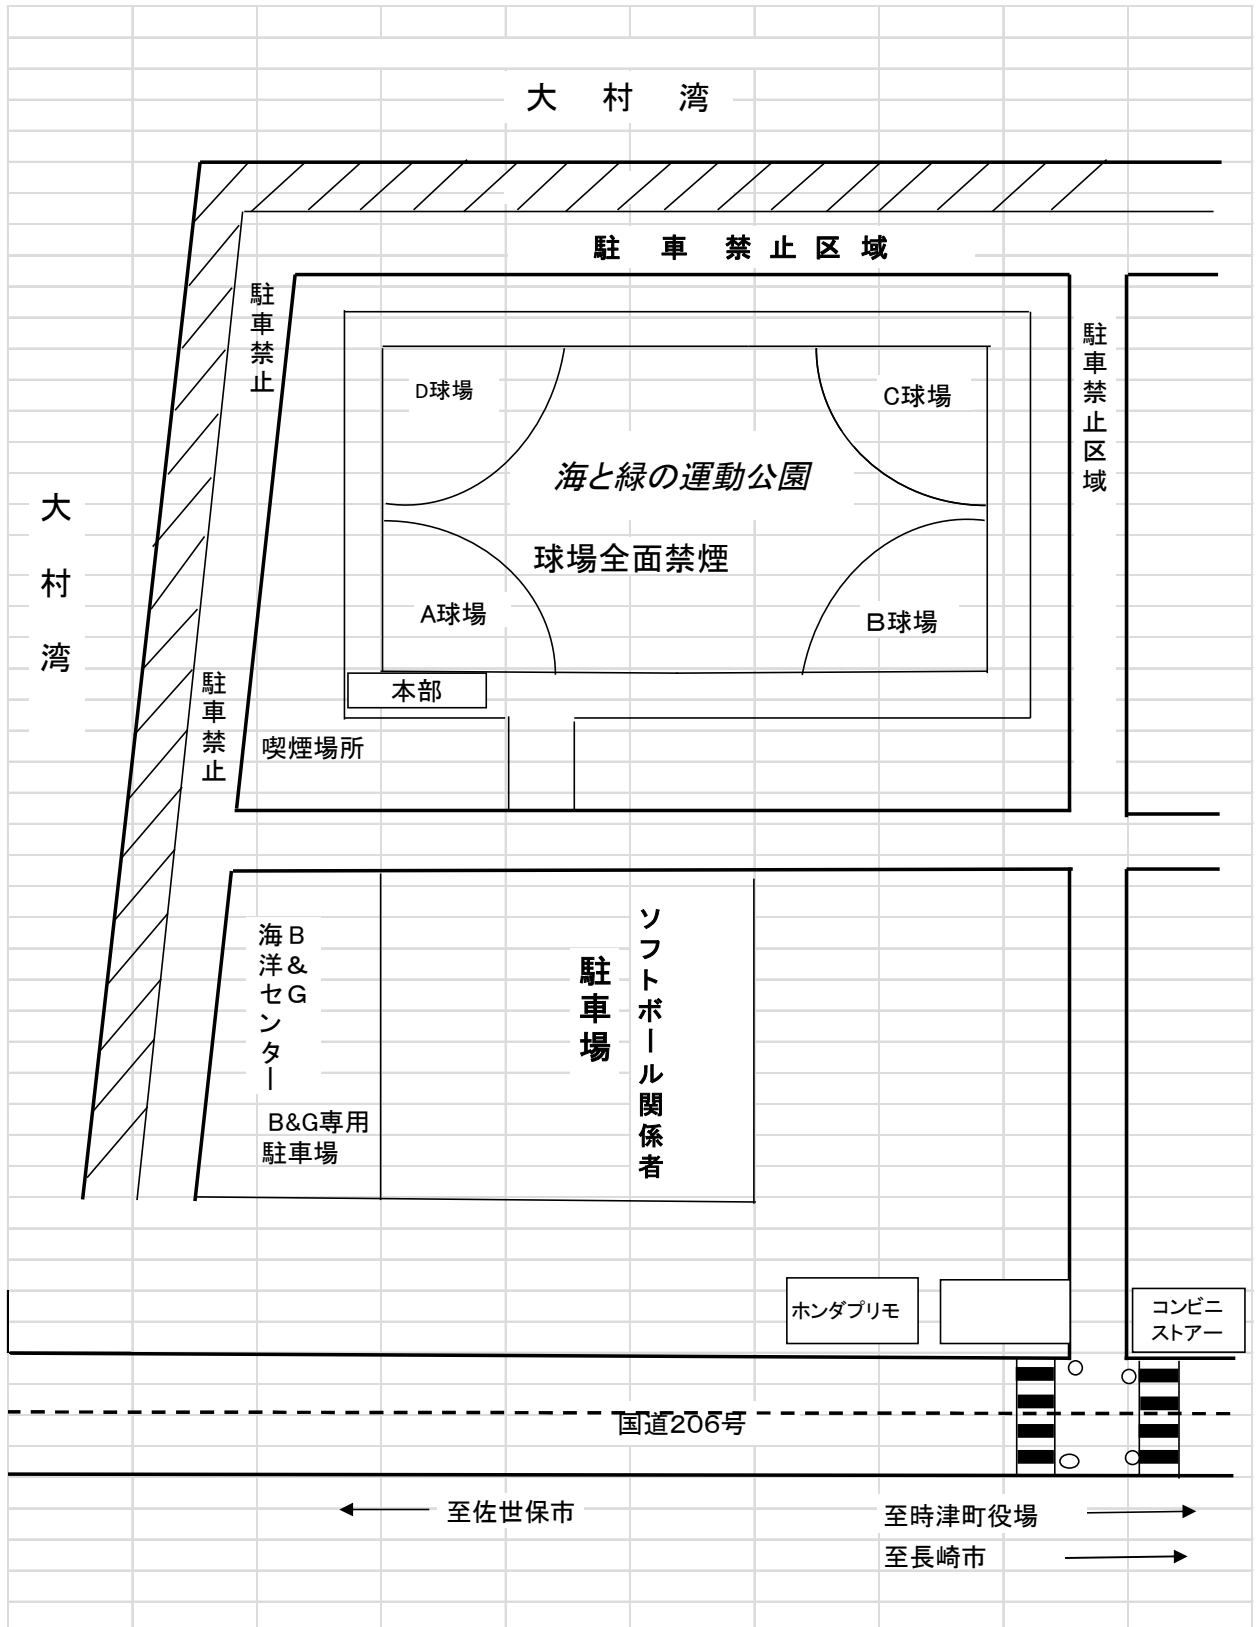 大 村 湾
駐 車 禁 止 区 域
駐車禁止
駐車禁止区域
D球場
C球場
海と緑の運動公園
大村湾
球場全面禁煙
A球場
B球場
駐車禁止
本部
喫煙場所
B&G
海洋センター
ソフトボール関係者
駐車場
B&G専用
駐車場
ホンダプリモ
コンビニ
ストアー
国道206号
至佐世保市
至時津町役場
至長崎市